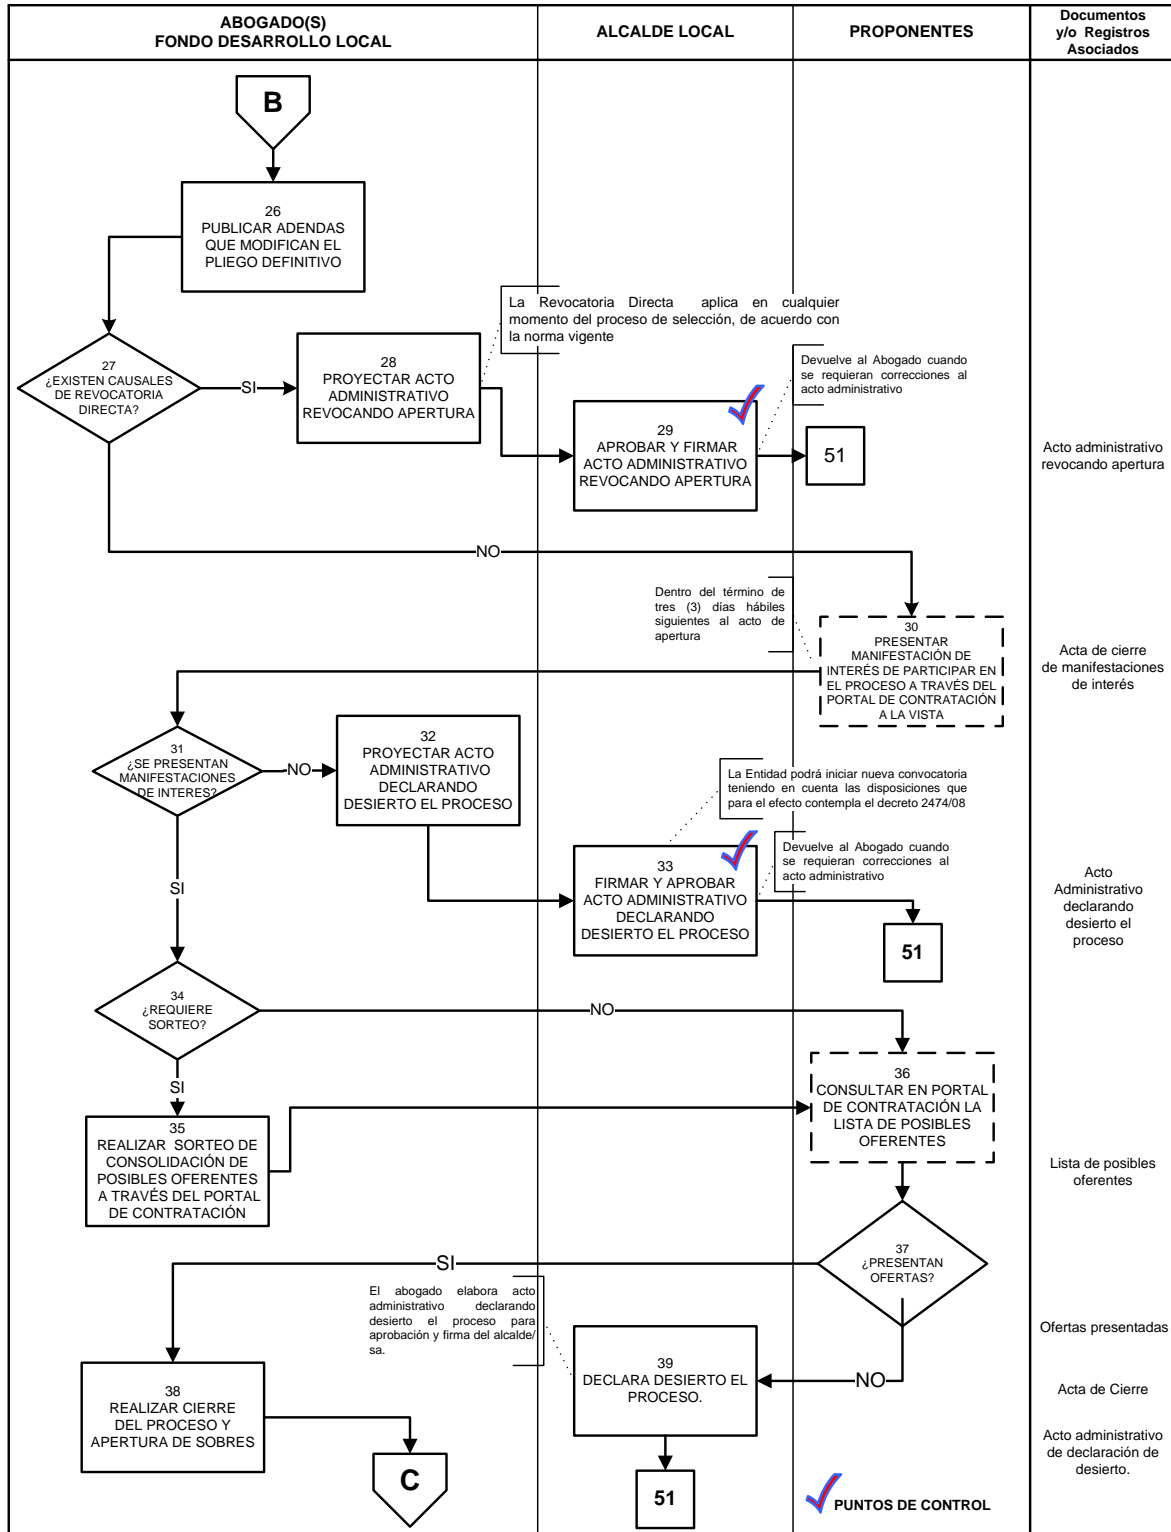 ABOGADO(S)
FONDO DESARROLLO LOCAL
ALCALDE LOCAL
PROPONENTES
Documentos
y/o Registros
Asociados
B
26
PUBLICAR ADENDAS
QUE MODIFICAN EL
PLIEGO DEFINITIVO
La Revocatoria Directa aplica en cualquier
momento del proceso de selección, de acuerdo con
la norma vigente
27
¿EXISTEN CAUSALES
DE REVOCATORIA
DIRECTA?
SI
28
PROYECTAR ACTO
ADMINISTRATIVO
REVOCANDO APERTURA
Devuelve al Abogado cuando
se requieran correcciones al
acto administrativo
29
APROBAR Y FIRMAR
ACTO ADMINISTRATIVO
REVOCANDO APERTURA
51
Acto administrativo
revocando apertura
NO
Dentro del término de
tres (3) días hábiles
siguientes al acto de
apertura
30
PRESENTAR
MANIFESTACIÓN DE
INTERÉS DE PARTICIPAR EN
EL PROCESO A TRAVÉS DEL
PORTAL DE CONTRATACIÓN
A LA VISTA
Acta de cierre
de manifestaciones
de interés
31
¿SE PRESENTAN
MANIFESTACIONES
DE INTERES?
NO
32
PROYECTAR ACTO
ADMINISTRATIVO
DECLARANDO
DESIERTO EL PROCESO
La Entidad podrá iniciar nueva convocatoria
teniendo en cuenta las disposiciones que
para el efecto contempla el decreto 2474/08
Devuelve al Abogado cuando
se requieran correcciones al
acto administrativo
SI
33
FIRMAR Y APROBAR
ACTO ADMINISTRATIVO
DECLARANDO
DESIERTO EL PROCESO
51
Acto
Administrativo
declarando
desierto el
proceso
34
¿REQUIERE
SORTEO?
NO
SI
35
REALIZAR SORTEO DE
CONSOLIDACIÓN DE
POSIBLES OFERENTES
A TRAVÉS DEL PORTAL
DE CONTRATACIÓN
36
CONSULTAR EN PORTAL
DE CONTRATACIÓN LA
LISTA DE POSIBLES
OFERENTES
Lista de posibles
oferentes
37
¿PRESENTAN
OFERTAS?
SI
El abogado elabora acto
administrativo declarando
desierto el proceso para
aprobación y firma del alcalde/
sa.
Ofertas presentadas
38
REALIZAR CIERRE
DEL PROCESO Y
APERTURA DE SOBRES
39
DECLARA DESIERTO EL
PROCESO.
NO
Acta de Cierre
Acto administrativo
de declaración de
desierto.
C
51
PUNTOS DE CONTROL